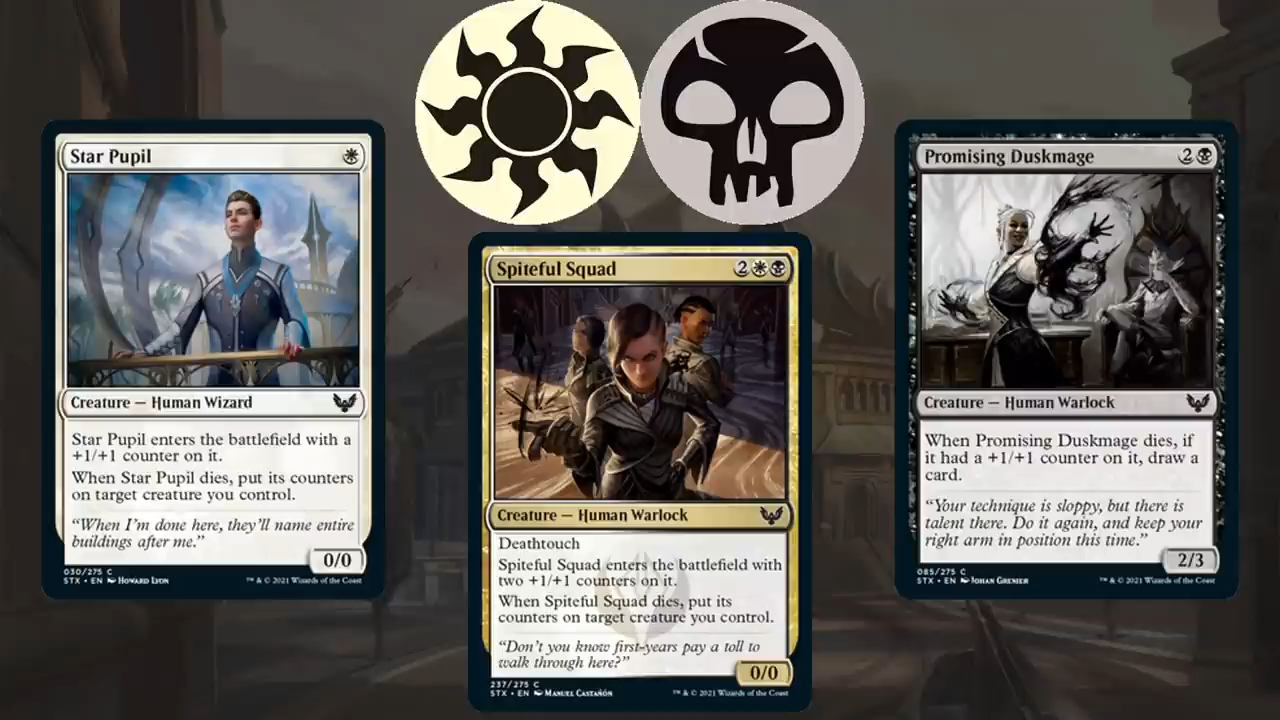 Star Pupil
Creature — Human Wizard
Star Pupil enters the battlefield with a
+1/+1 counter on it.
When Star Pupil dies, put its counters
on target creature you control.
“When I’m done here, they’ll name entire
buildings after me.”
0/0
030/275 C
STX • EN Howard Lyon
™ & © 2021 Wizards of the Coast
Spiteful Squad
2
Creature — Human Warlock
Deathtouch
Spiteful Squad enters the battlefield with
two +1/+1 counters on it.
When Spiteful Squad dies, put its
counters on target creature you control.
“Don’t you know first-years pay a toll to
walk through here?”
0/0
237/275 C
STX • EN Manuel Castañón
™ & © 2021 Wizards of the Coast
Promising Duskmage
2
Creature — Human Warlock
When Promising Duskmage dies, if
it had a +1/+1 counter on it, draw a
card.
“Your technique is sloppy, but there is
talent there. Do it again, and keep your
right arm in position this time.”
2/3
085/275 C
STX • EN Johan Grenier
™ & © 2021 Wizards of the Coast